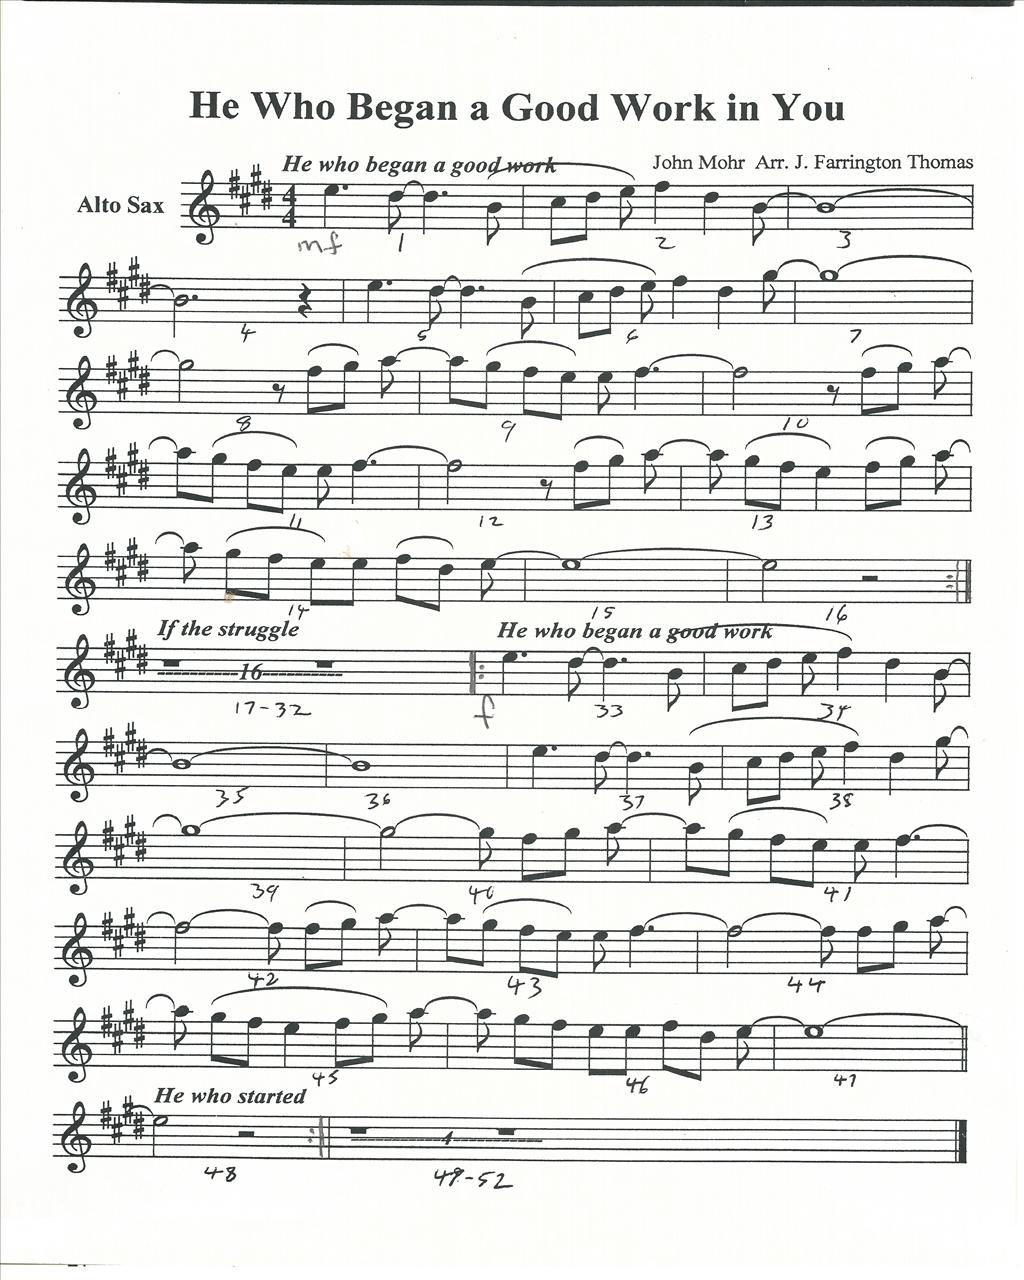 He Who Began a Good Work in You
He who began a good work
John Mohr Arr. J. Farrington Thomas
Alto Sax
4
4
mf 1 2 3
4 5 6 7
8 9 10
11 12 13
14 15 16
If the struggle
He who began a good work
16
17-32 f 33 34
35 36 37 38
39 40 41
42 43 44
45 46 47
He who started
4
48 49-52